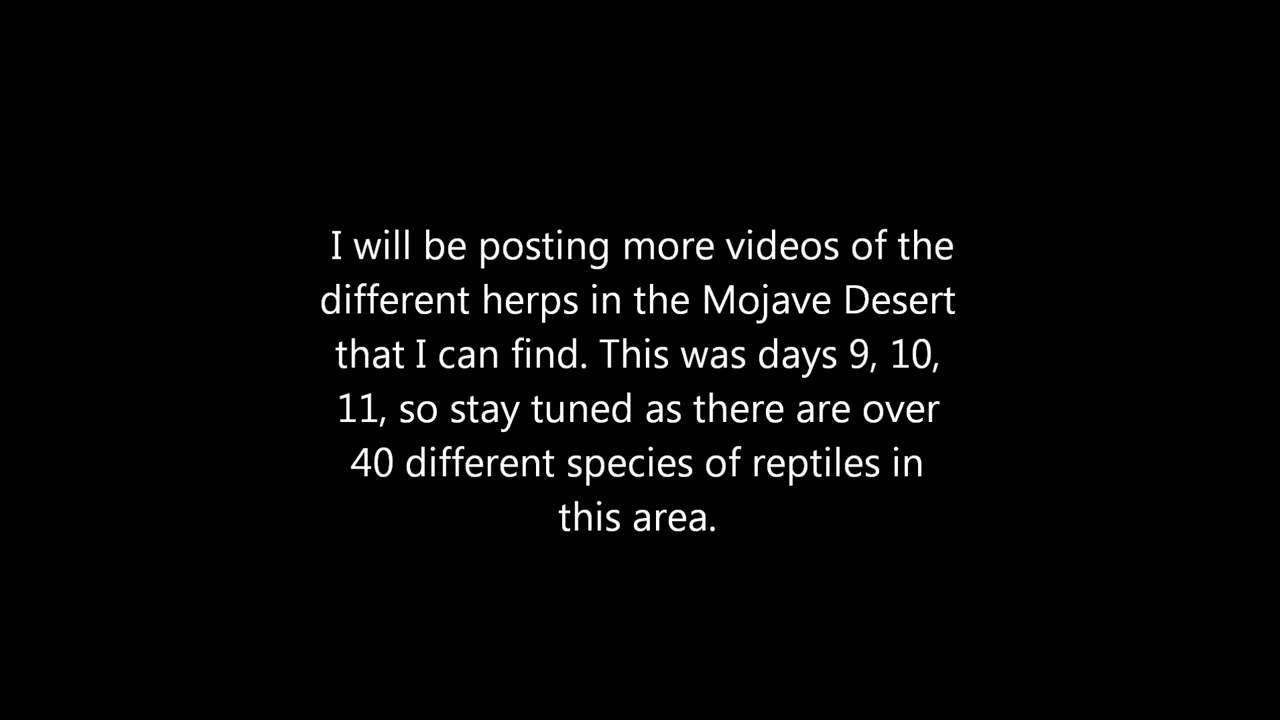 I will be posting more videos of the
different herps in the Mojave Desert
that I can find. This was days 9, 10,
11, so stay tuned as there are over
40 different species of reptiles in
this area.